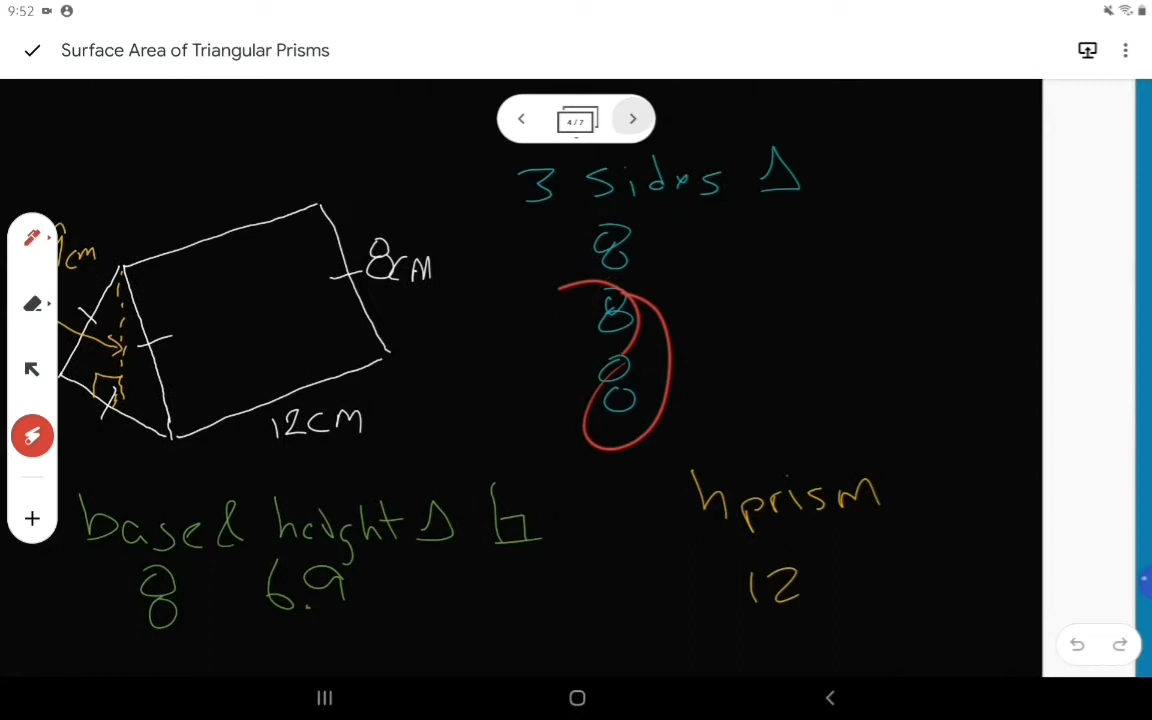 9:52
Surface Area of Triangular Prisms
4/7
3 sides Δ
8
8
8
cm
8cm
12cm
base & height Δ
8 6.9
h prism
12